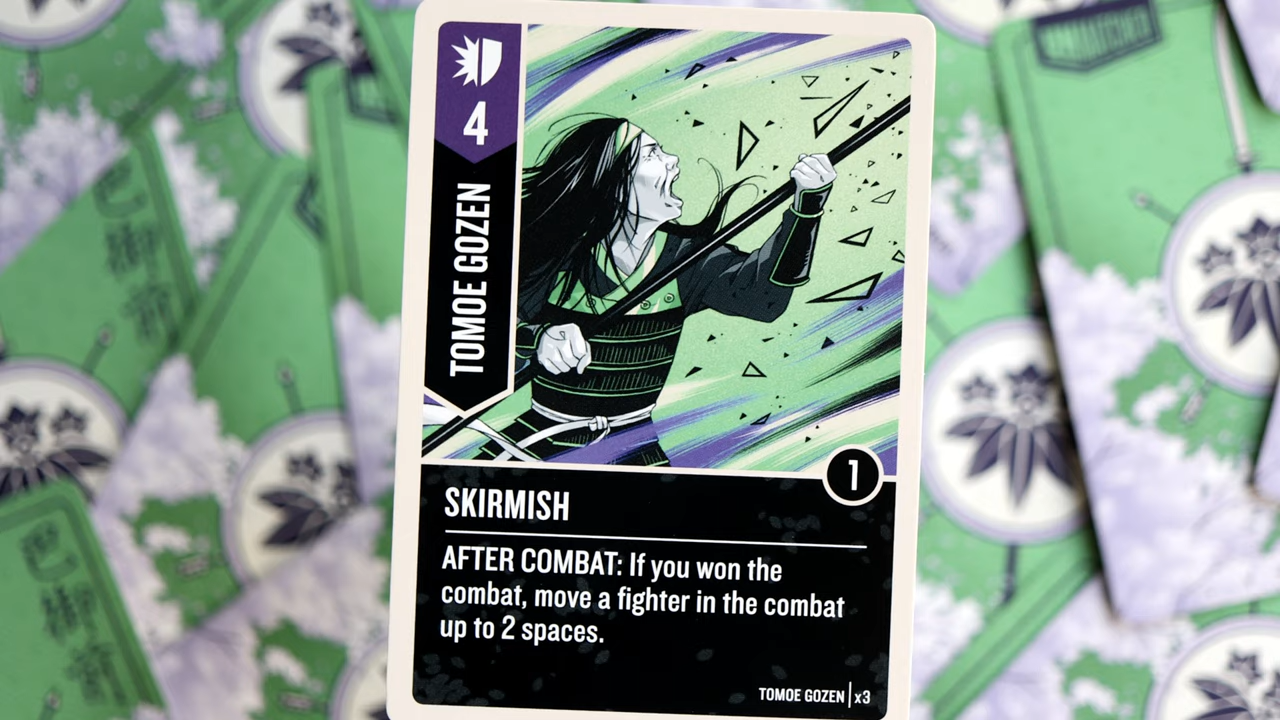 4
TOMOE GOZEN
1
SKIRMISH
AFTER COMBAT: If you won the
combat, move a fighter in the combat
up to 2 spaces.
TOMOE GOZEN | x3